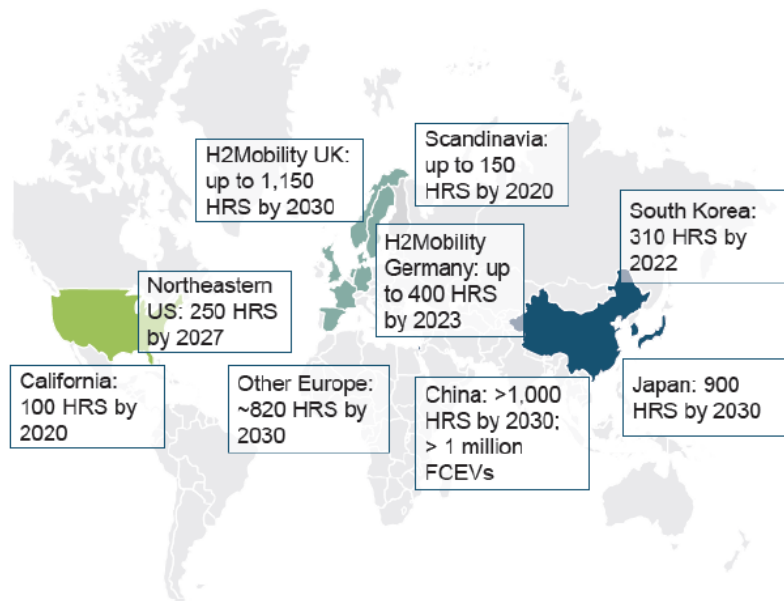 H2Mobility UK:
up to 1,150
HRS by 2030
Scandinavia:
up to 150
HRS by 2020
South Korea:
310 HRS by
2022
H2Mobility
Germany: up
to 400 HRS
by 2023
Northeastern
US: 250 HRS
by 2027
California:
100 HRS by
2020
Other Europe:
~820 HRS by
2030
China: >1,000
HRS by 2030;
> 1 million
FCEVs
Japan: 900
HRS by 2030